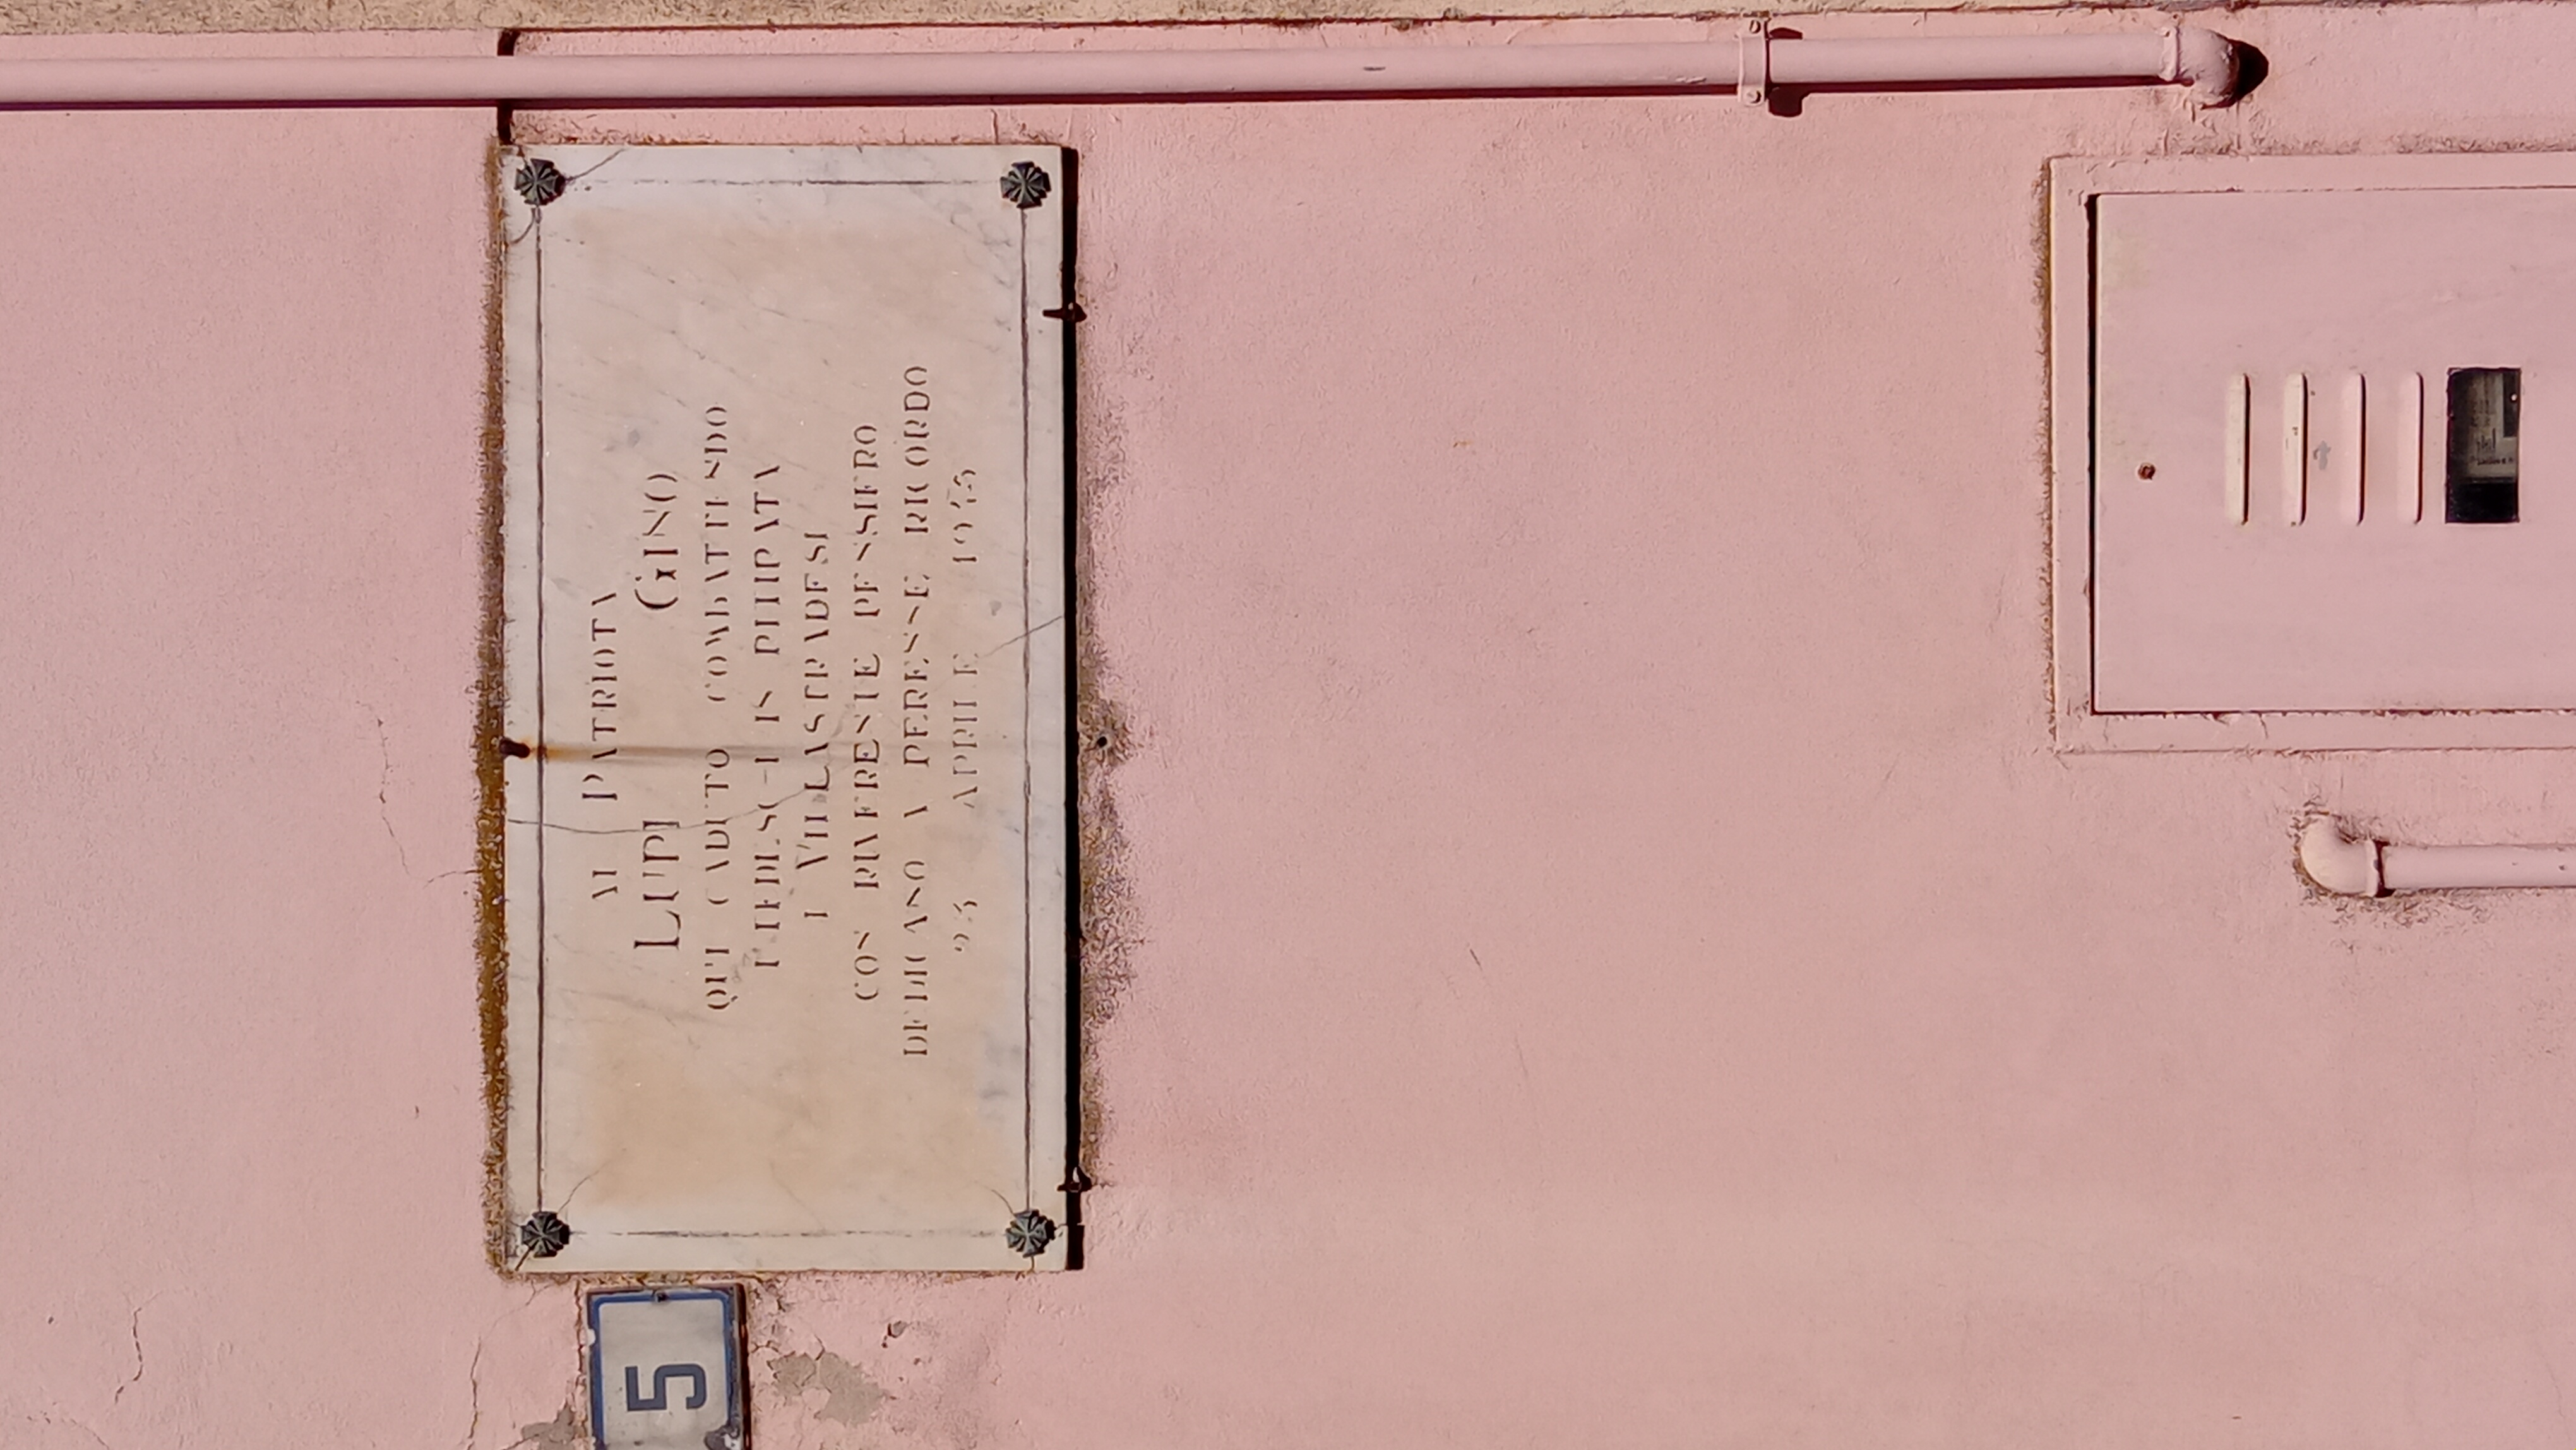 AL PATRIOTA
LUPI GINO
QUI CADUTO COMBATTENDO
I TEDESCHI IN RITIRATA
I VILLASTRADESI
CON RIVERENTE PENSIERO
DEDICANO A PERENNE RICORDO
23 APRILE 1945
5